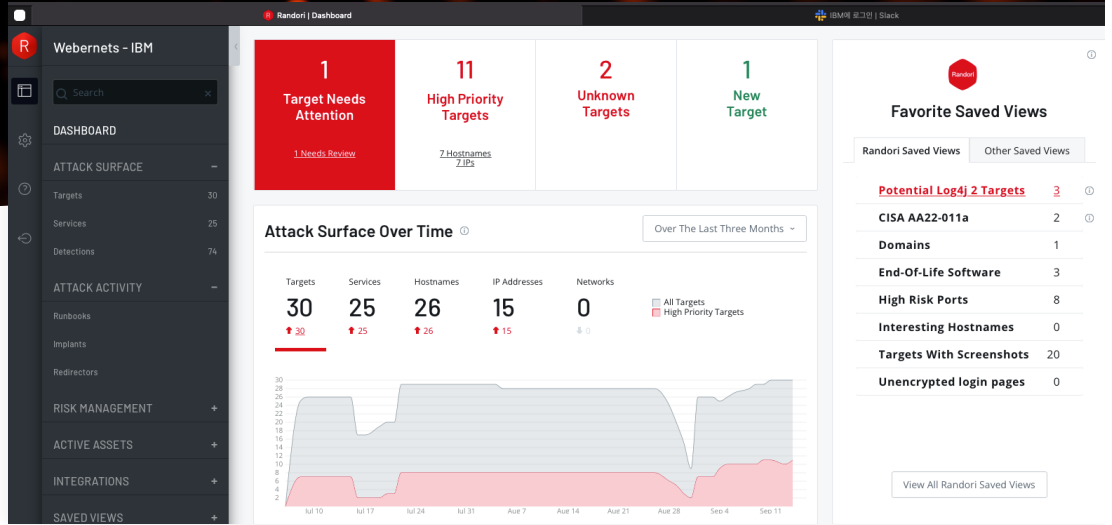 Randori | Dashboard
IBM에 로그인 | Slack
R
Webernets - IBM
Search
DASHBOARD
ATTACK SURFACE
Targets 30
Services 25
Detections 74
ATTACK ACTIVITY
Runbooks
Implants
Redirectors
RISK MANAGEMENT
ACTIVE ASSETS
INTEGRATIONS
SAVED VIEWS
1
Target Needs
Attention
1 Needs Review
11
High Priority
Targets
7 Hostnames
7 IPs
2
Unknown
Targets
1
New
Target
Attack Surface Over Time
Over The Last Three Months
Targets Services Hostnames IP Addresses Networks
30 25 26 15 0
30 25 26 15 0
All Targets
High Priority Targets
30
28
26
24
22
20
18
16
14
12
10
8
6
4
2
Jul 10 Jul 17 Jul 24 Jul 31 Aug 7 Aug 14 Aug 21 Aug 28 Sep 4 Sep 11
Randori
Favorite Saved Views
Randori Saved Views Other Saved Views
Potential Log4j 2 Targets 3
CISA AA22-011a 2
Domains 1
End-Of-Life Software 3
High Risk Ports 8
Interesting Hostnames 0
Targets With Screenshots 20
Unencrypted login pages 0
View All Randori Saved Views